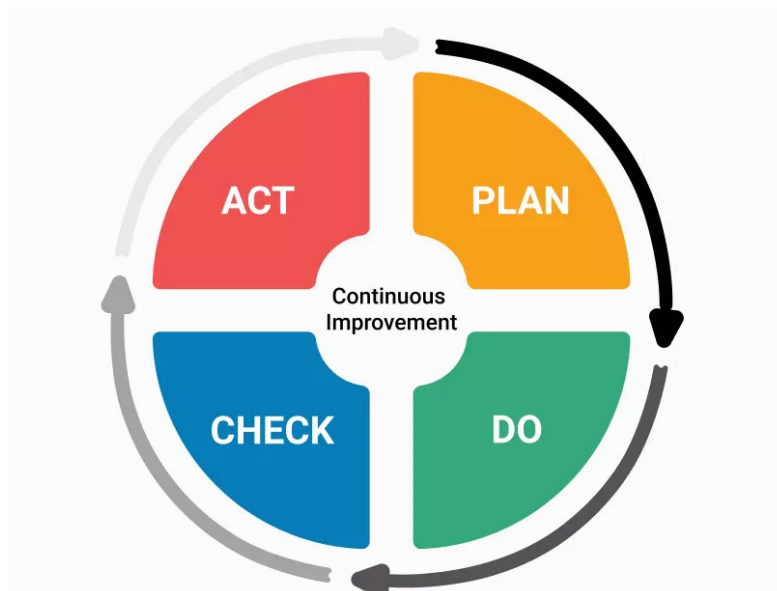 ACT
PLAN
Continuous
Improvement
CHECK
DO